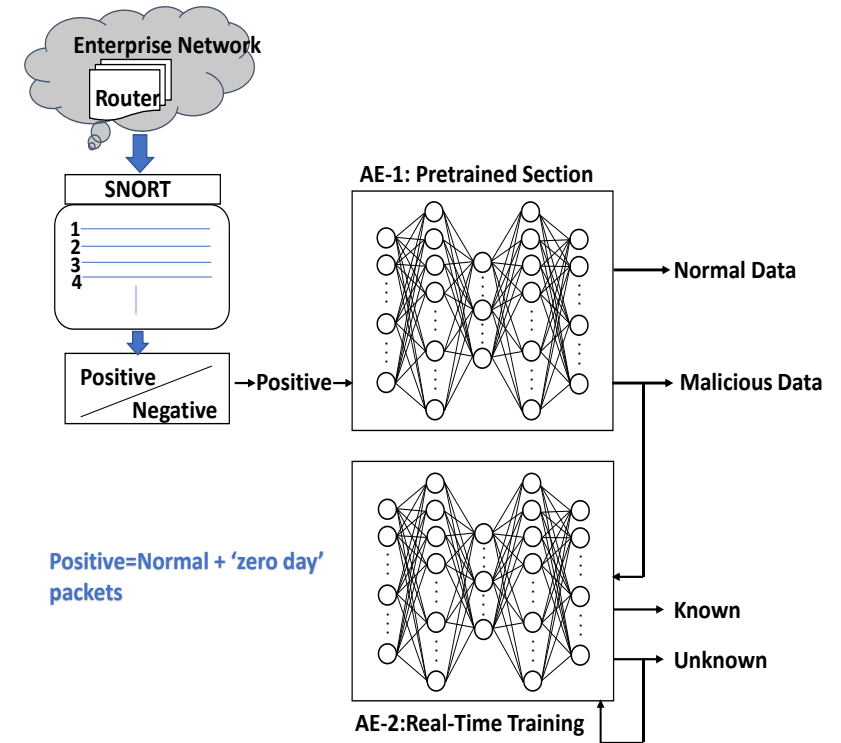 Enterprise Network
Router
SNORT
1
2
3
4
Positive
Negative
Positive
Positive=Normal + ‘zero day’
packets
AE-1: Pretrained Section
Normal Data
Malicious Data
Known
Unknown
AE-2:Real-Time Training